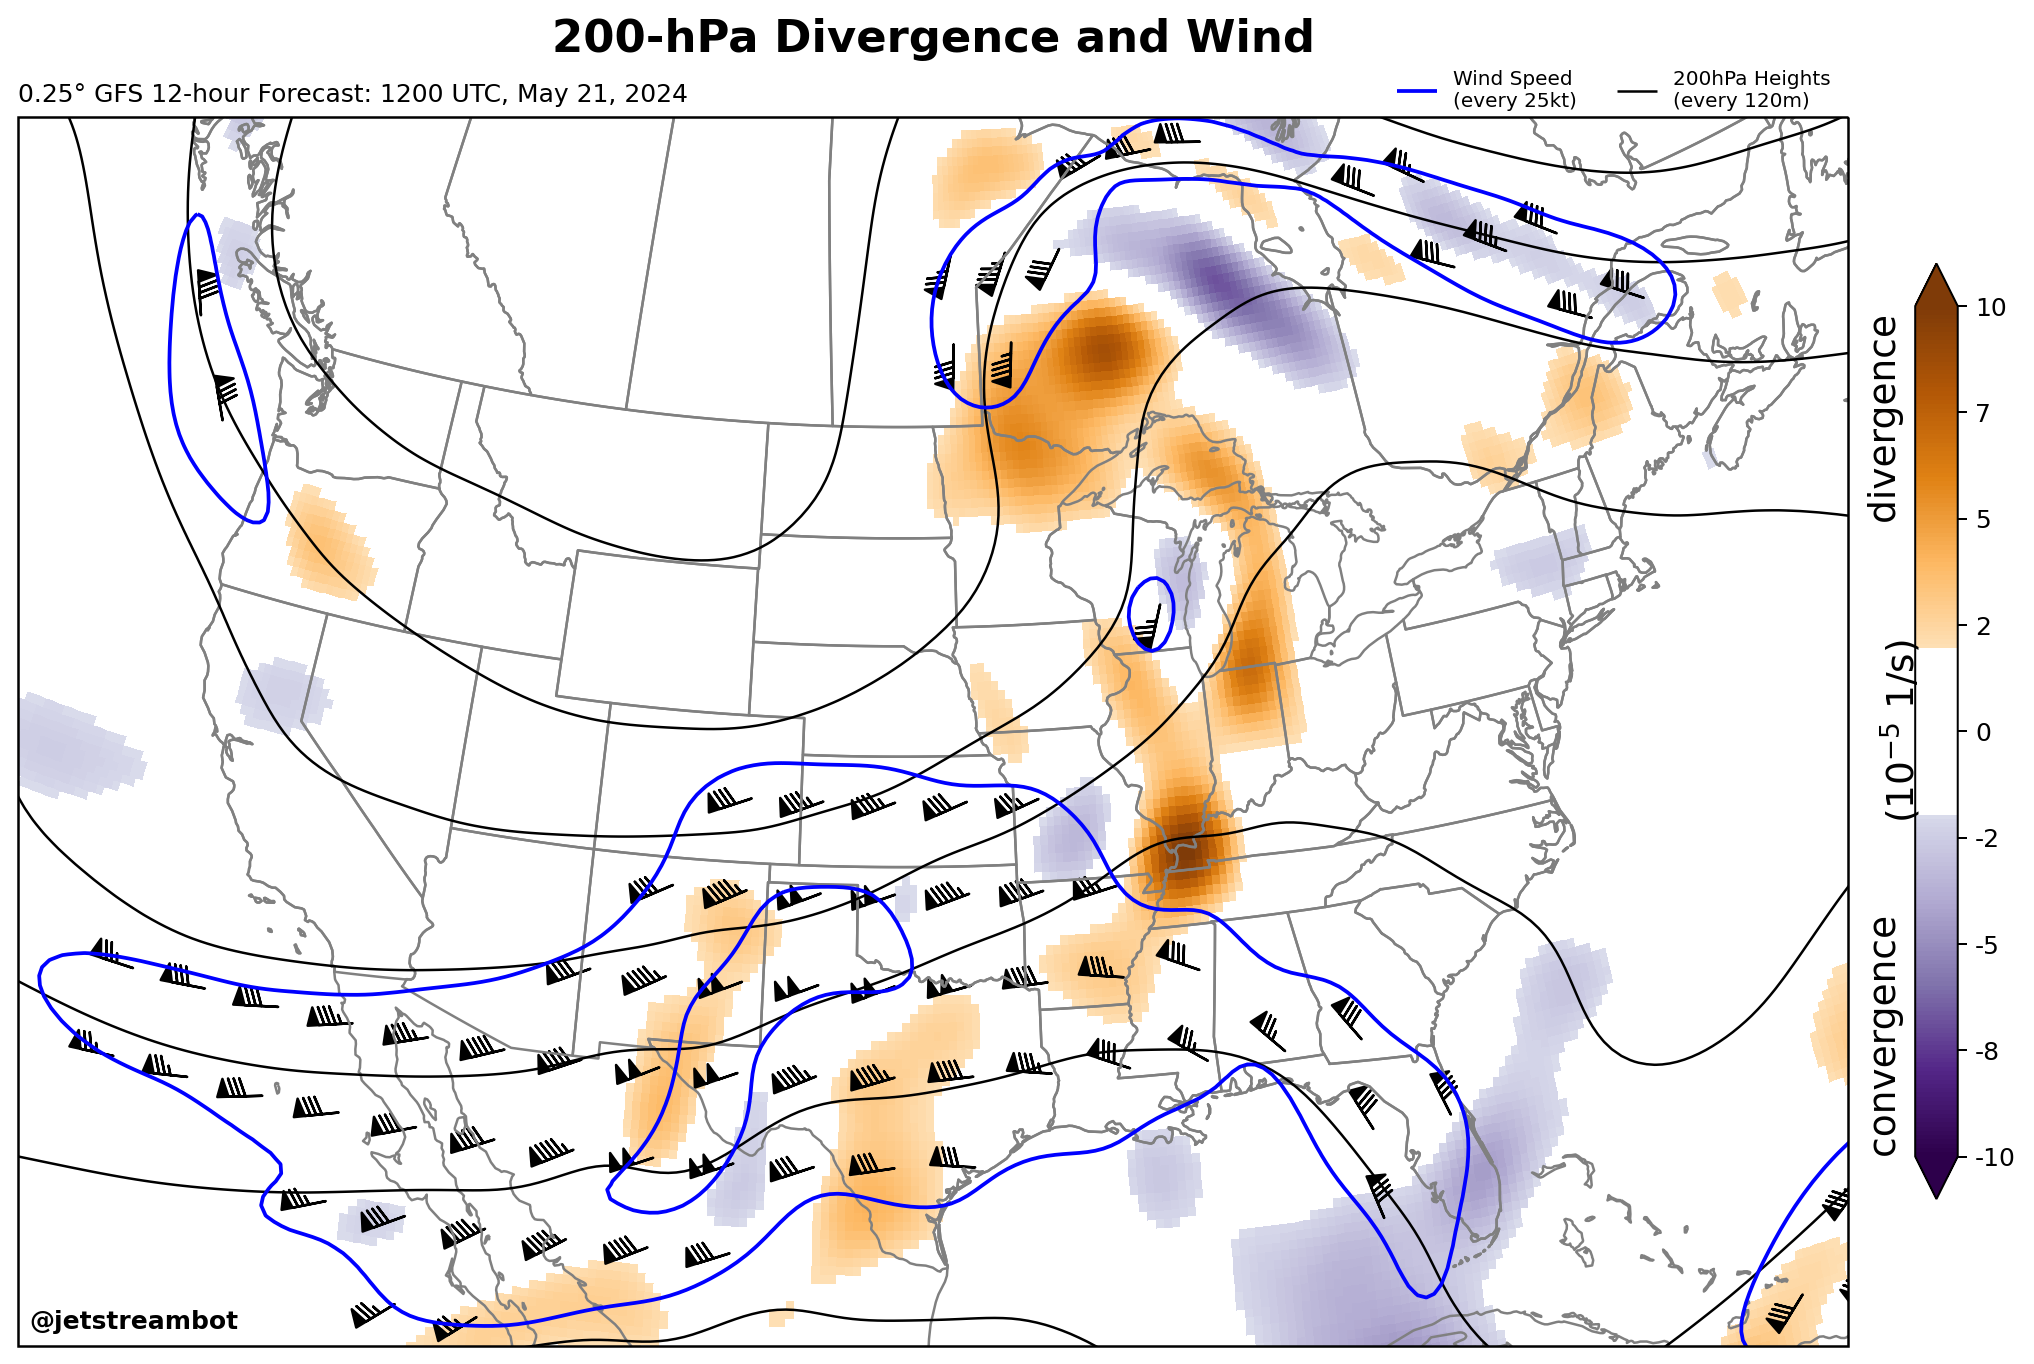 200-hPa Divergence and Wind
0.25° GFS 12-hour Forecast: 1200 UTC, May 21, 2024
Wind Speed
(every 25kt)
200hPa Heights
(every 120m)
10
7
5
2
0
-2
-5
-8
-10
convergence
(10⁻⁵ 1/s)
divergence
@jetstreambot